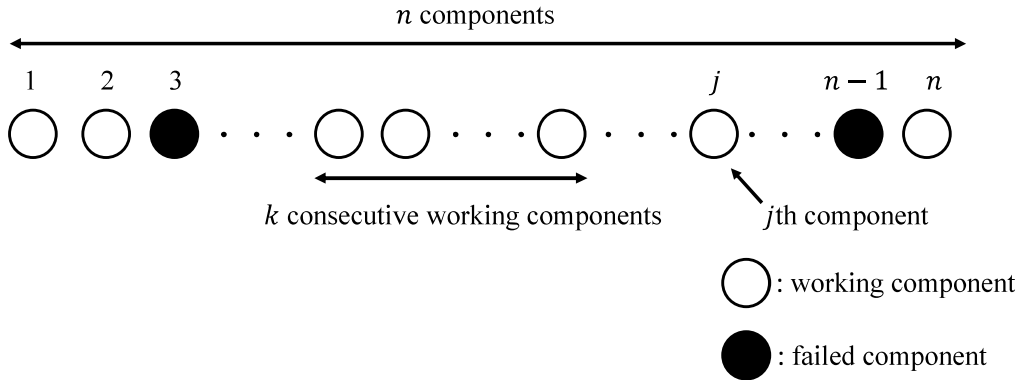 n components
1 2 3 j n − 1 n
k consecutive working components
jth component
: working component
: failed component